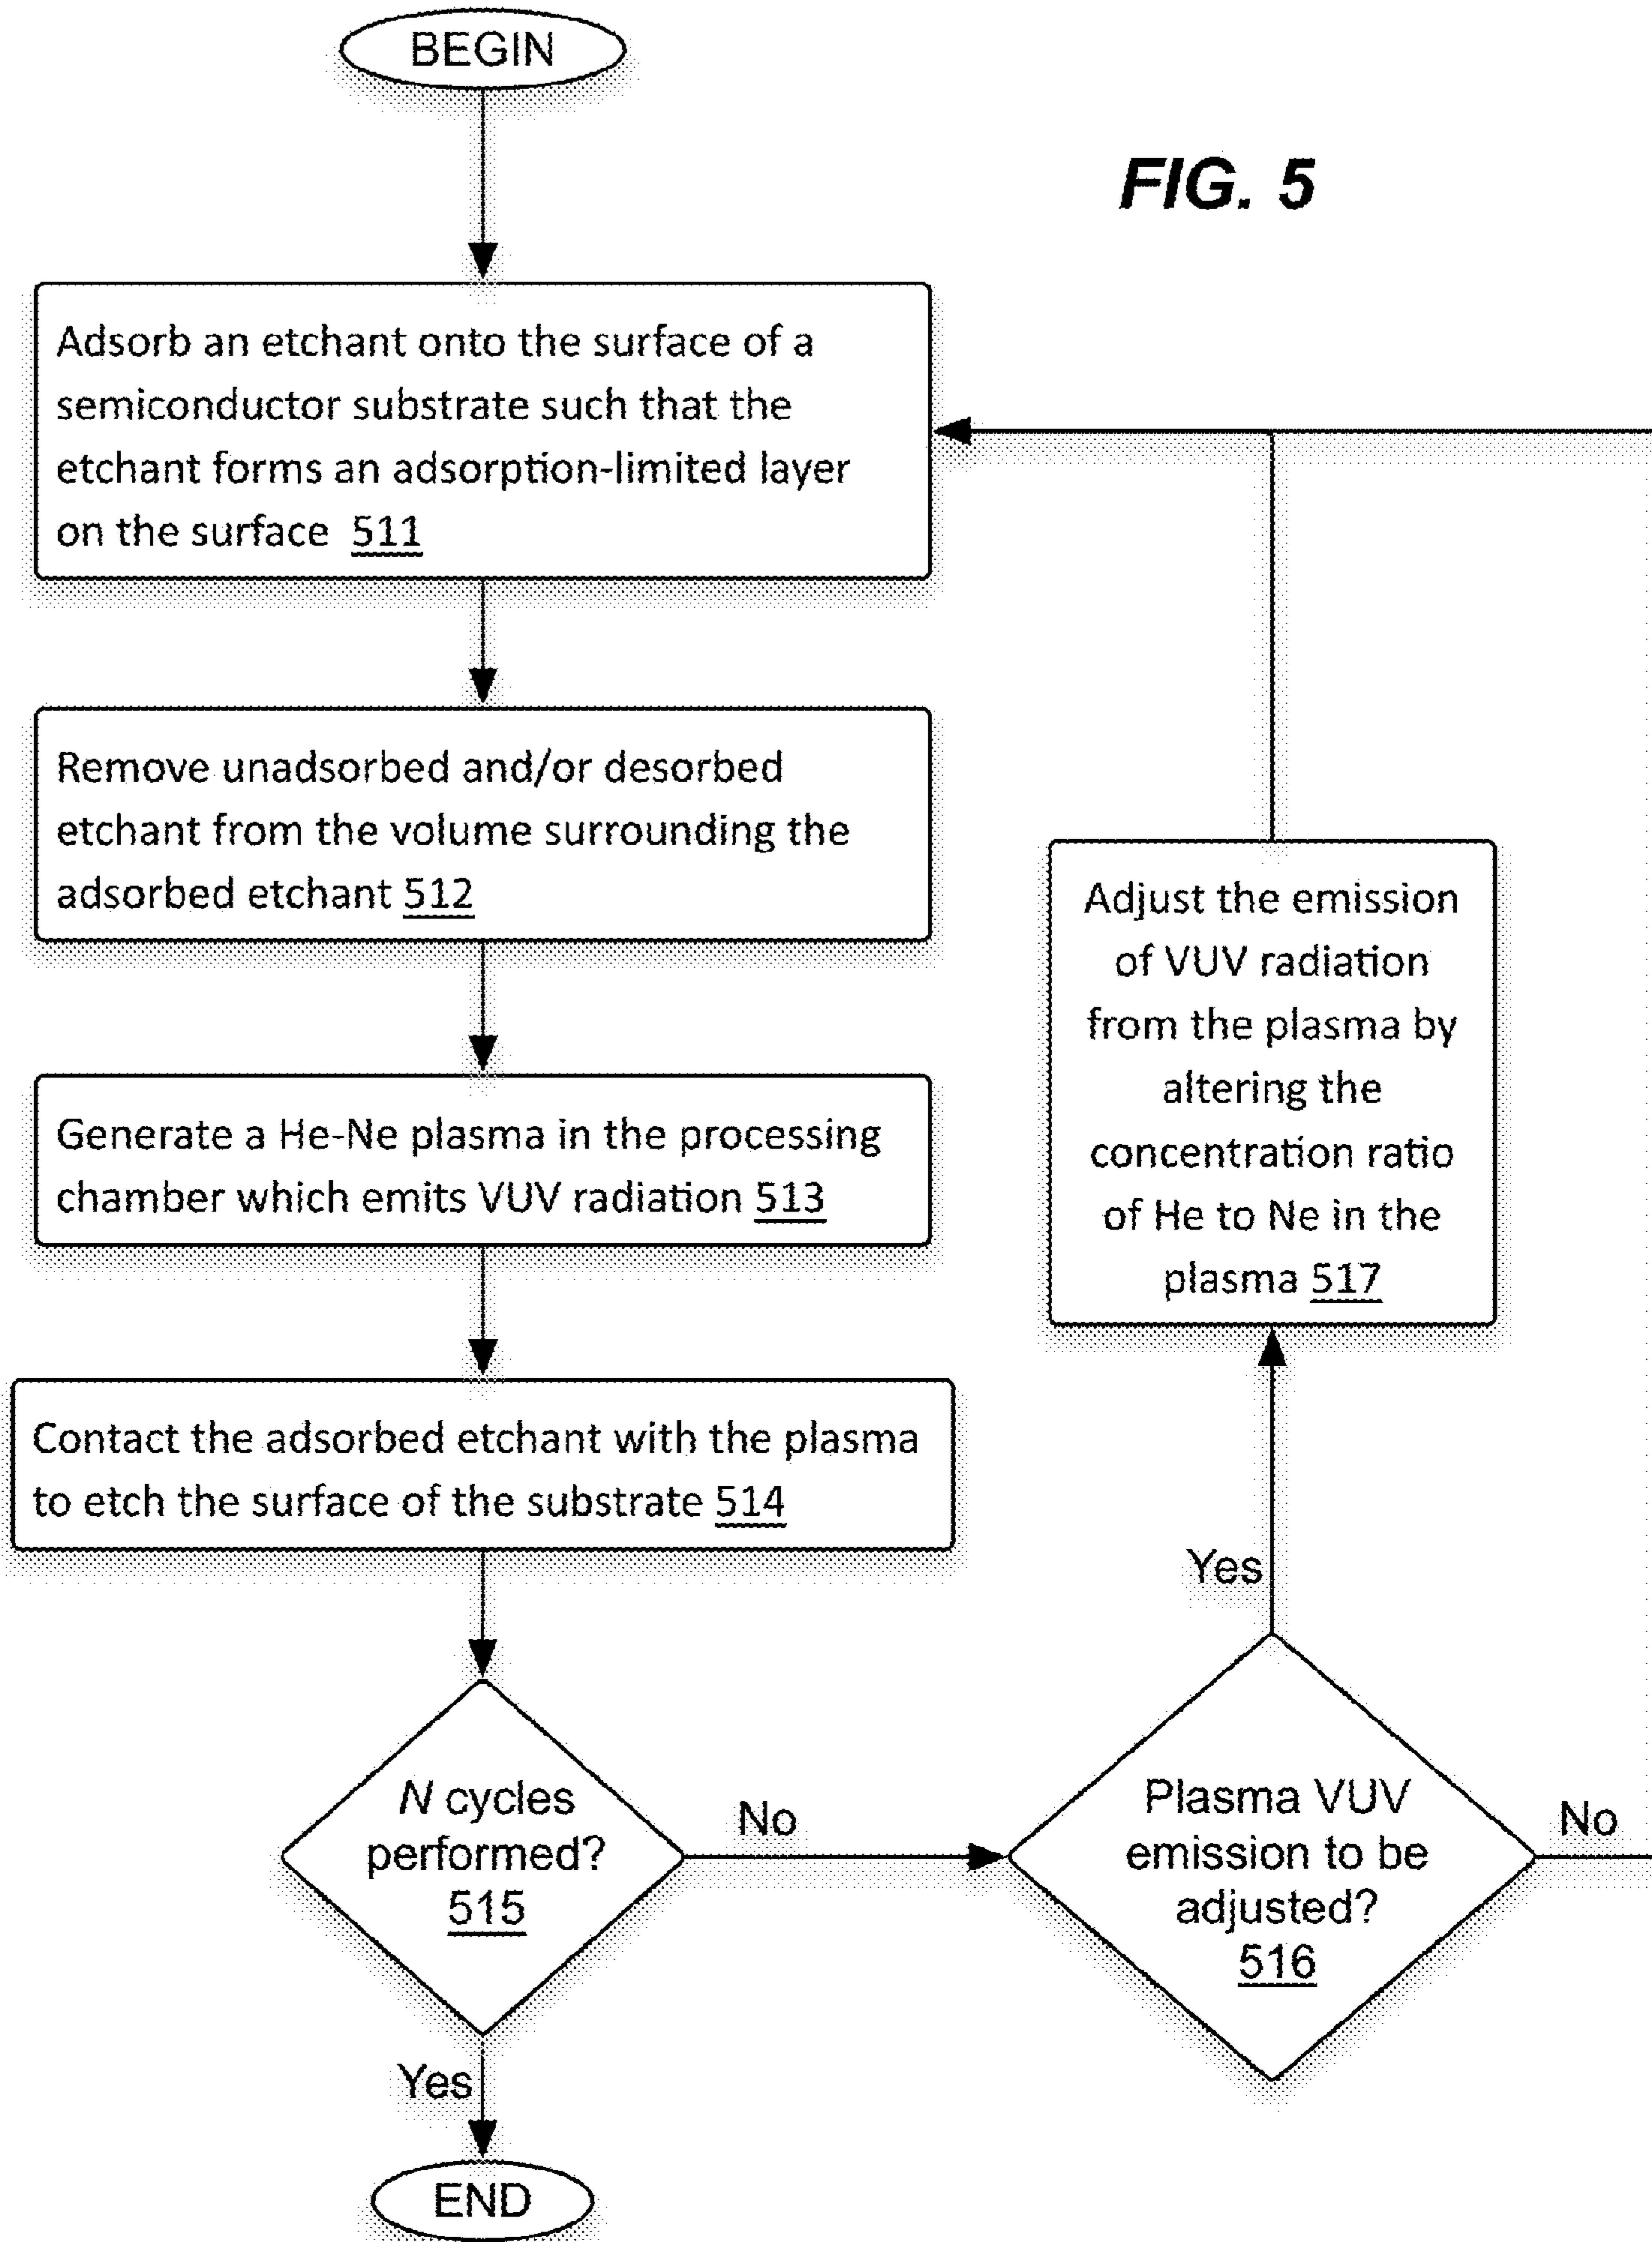 BEGIN
FIG. 5
Adsorb an etchant onto the surface of a
semiconductor substrate such that the
etchant forms an adsorption-limited layer
on the surface 511
Remove unadsorbed and/or desorbed
etchant from the volume surrounding the
adsorbed etchant 512
Generate a He-Ne plasma in the processing
chamber which emits VUV radiation 513
Contact the adsorbed etchant with the plasma
to etch the surface of the substrate 514
N cycles
performed?
515
No
Yes
END
Plasma VUV
emission to be
adjusted?
516
No
Yes
Adjust the emission
of VUV radiation
from the plasma by
altering the
concentration ratio
of He to Ne in the
plasma 517